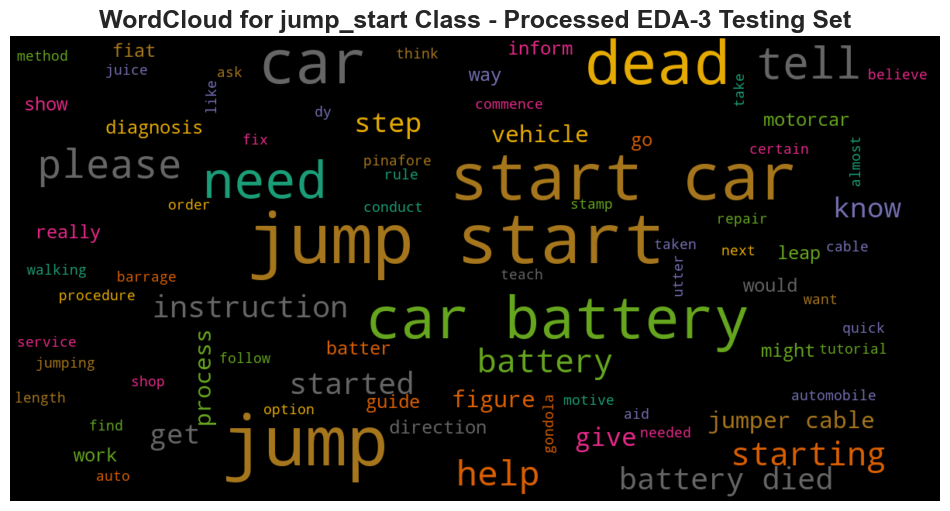 WordCloud for jump_start Class - Processed EDA-3 Testing Set
method
fiat
juice
ask
car
think
inform
way
dead
tell
believe
take
show
like
dy
commence
diagnosis
fix
step
vehicle
go
motorcar
certain
almost
please
need
pinafore
rule
start car
order
conduct
stamp
know
really
jump start
repair
taken
next
leap
cable
walking
barrage
teach
utter
would
procedure
instruction
want
car battery
quick
service
process
follow
batter
battery
might
tutorial
jumping
shop
started
length
option
guide
figure
gondola
motive
automobile
find
get
direction
aid
jumper cable
work
jump
give
needed
auto
help
starting
battery died